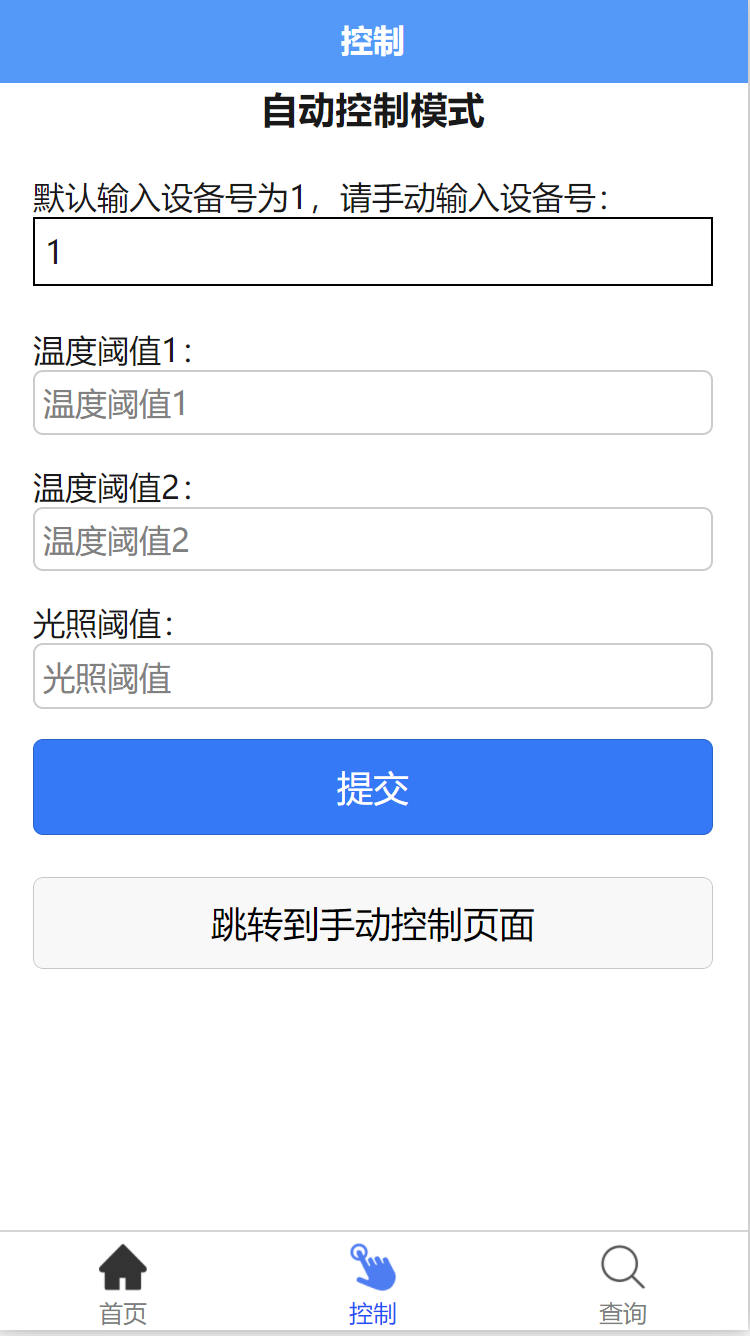 控制
自动控制模式
默认输入设备号为1，请手动输入设备号：
1
温度阈值1：
温度阈值1
温度阈值2：
温度阈值2
光照阈值：
光照阈值
提交
跳转到手动控制页面
首页
控制
查询